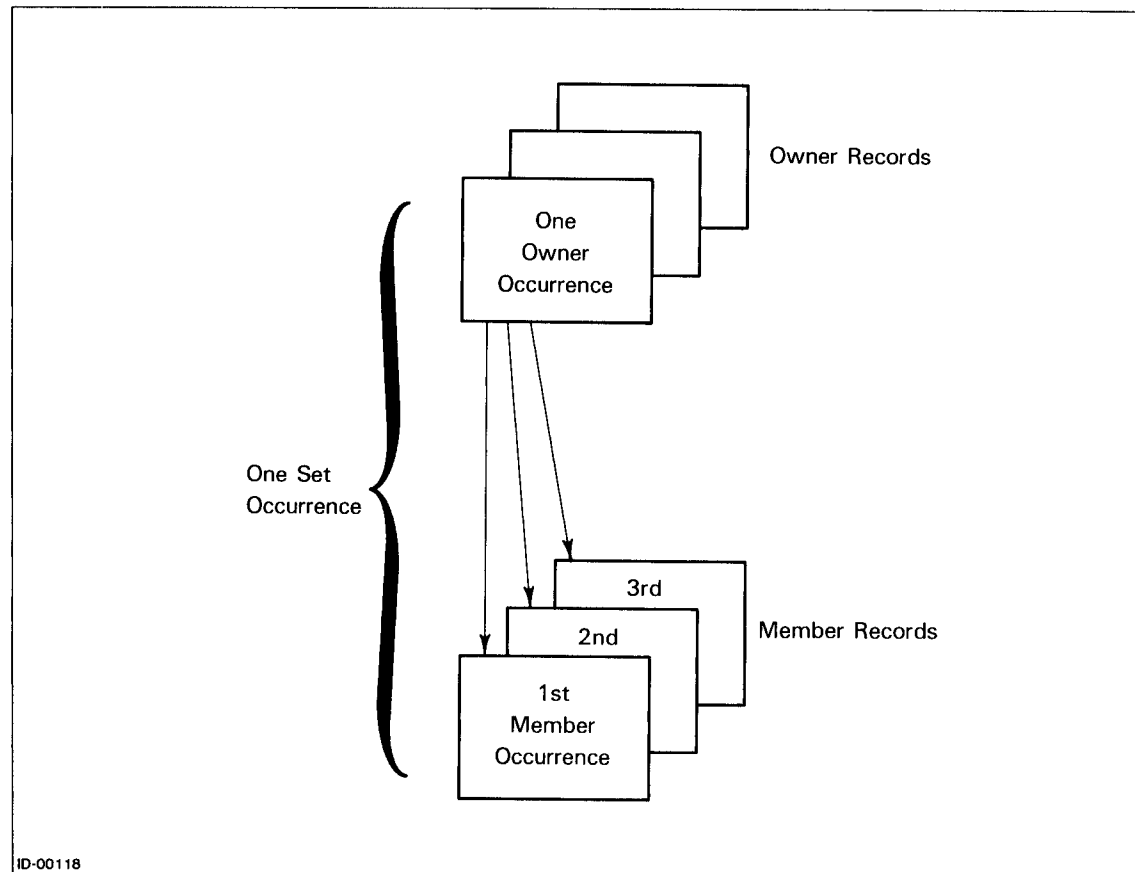 Owner Records
One
Owner
Occurrence
One Set
Occurrence
3rd
2nd
Member Records
1st
Member
Occurrence
ID-00118